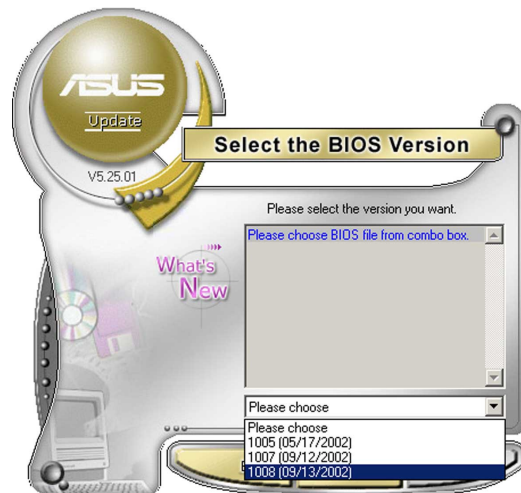 ASUS
Update
V5.25.01
Select the BIOS Version
Please select the version you want.
Please choose BIOS file from combo box.
What's
New
Please choose
Please choose
1005 (05/17/2002)
1007 (09/12/2002)
1008 (09/13/2002)